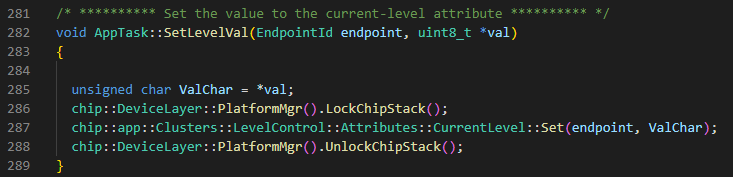 281 /* ********** Set the value to the current-level attribute ********** */
282 void AppTask::SetLevelVal(EndpointId endpoint, uint8_t *val)
283 {
284
285 unsigned char ValChar = *val;
286 chip::DeviceLayer::PlatformMgr().LockChipStack();
287 chip::app::Clusters::LevelControl::Attributes::CurrentLevel::Set(endpoint, ValChar);
288 chip::DeviceLayer::PlatformMgr().UnlockChipStack();
289 }